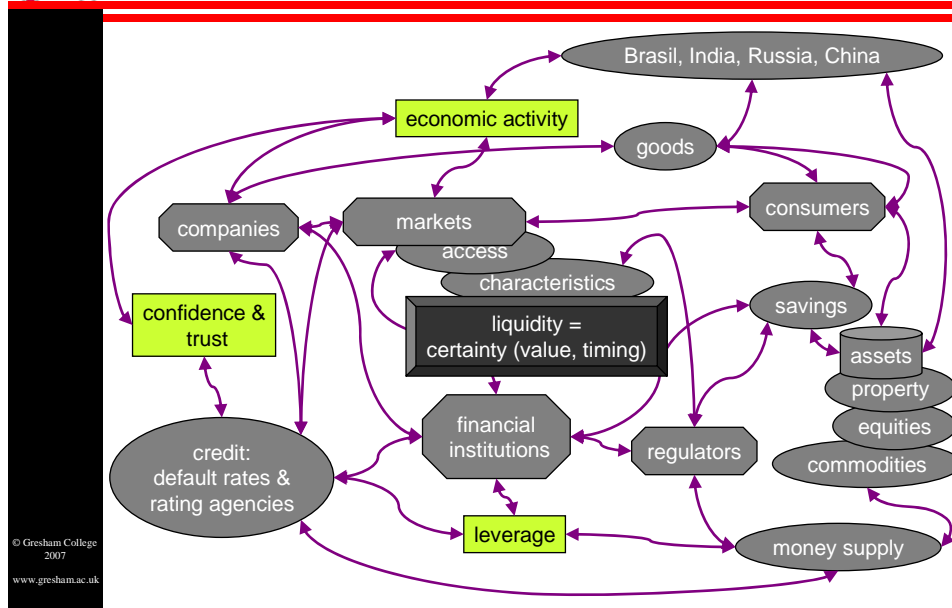 Brasil, India, Russia, China
economic activity
goods
consumers
companies
markets
access
characteristics
confidence &
trust
liquidity =
certainty (value, timing)
savings
assets
property
equities
commodities
financial
institutions
regulators
credit:
default rates &
rating agencies
leverage
money supply
© Gresham College
2007
www.gresham.ac.uk